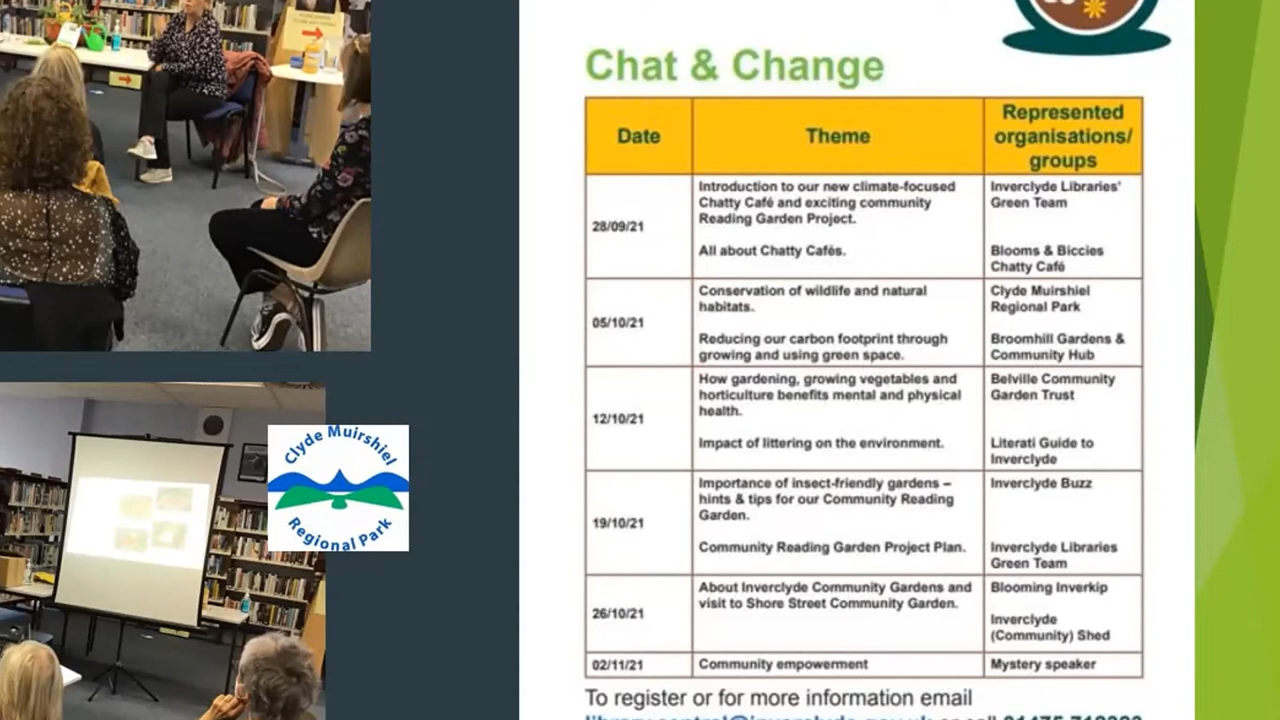 Chat & Change
Date
Theme
Represented
organisations/
groups
28/09/21
Introduction to our new climate-focused
Chatty Café and exciting community
Reading Garden Project.
All about Chatty Cafés.
Inverclyde Libraries'
Green Team
Blooms & Biccies
Chatty Café
05/10/21
Conservation of wildlife and natural
habitats.
Reducing our carbon footprint through
growing and using green space.
Clyde Muirshiel
Regional Park
Broomhill Gardens &
Community Hub
12/10/21
How gardening, growing vegetables and
horticulture benefits mental and physical
health.
Impact of littering on the environment.
Belville Community
Garden Trust
Literati Guide to
Inverclyde
19/10/21
Importance of insect-friendly gardens –
hints & tips for our Community Reading
Garden.
Community Reading Garden Project Plan.
Inverclyde Buzz
Inverclyde Libraries
Green Team
26/10/21
About Inverclyde Community Gardens and
visit to Shore Street Community Garden.
Blooming Inverkip
Inverclyde
(Community) Shed
02/11/21
Community empowerment
Mystery speaker
To register or for more information email
Clyde Muirshiel
Regional Park